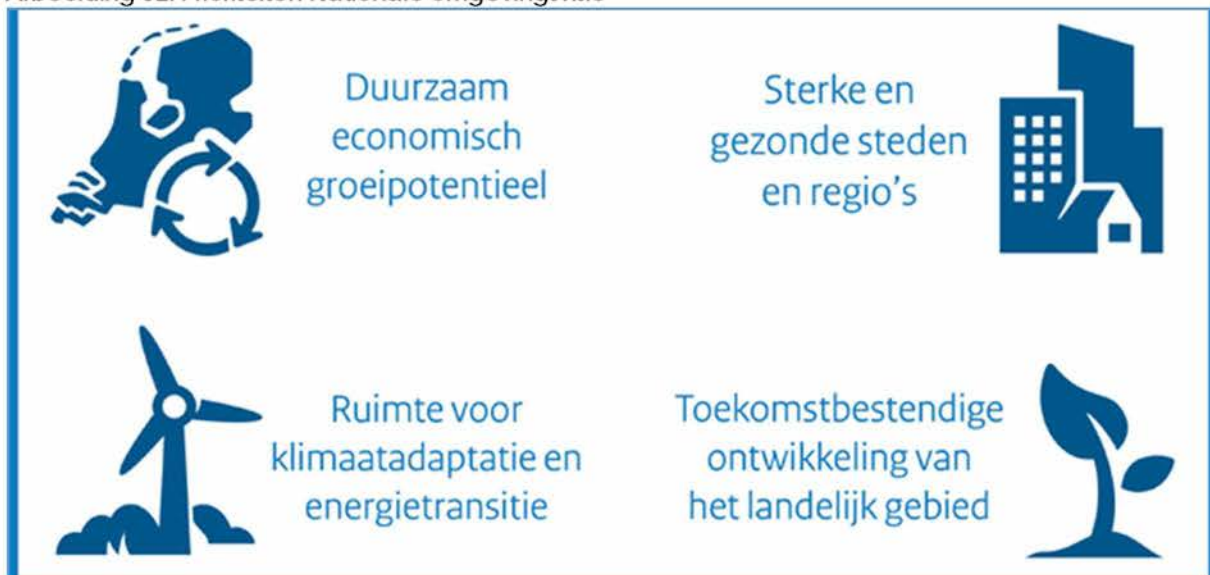 Duurzaam
economisch
groeipotentieel
Sterke en
gezonde steden
en regio's
Ruimte voor
klimaatadaptatie en
energietransitie
Toekomstbestendige
ontwikkeling van
het landelijk gebied